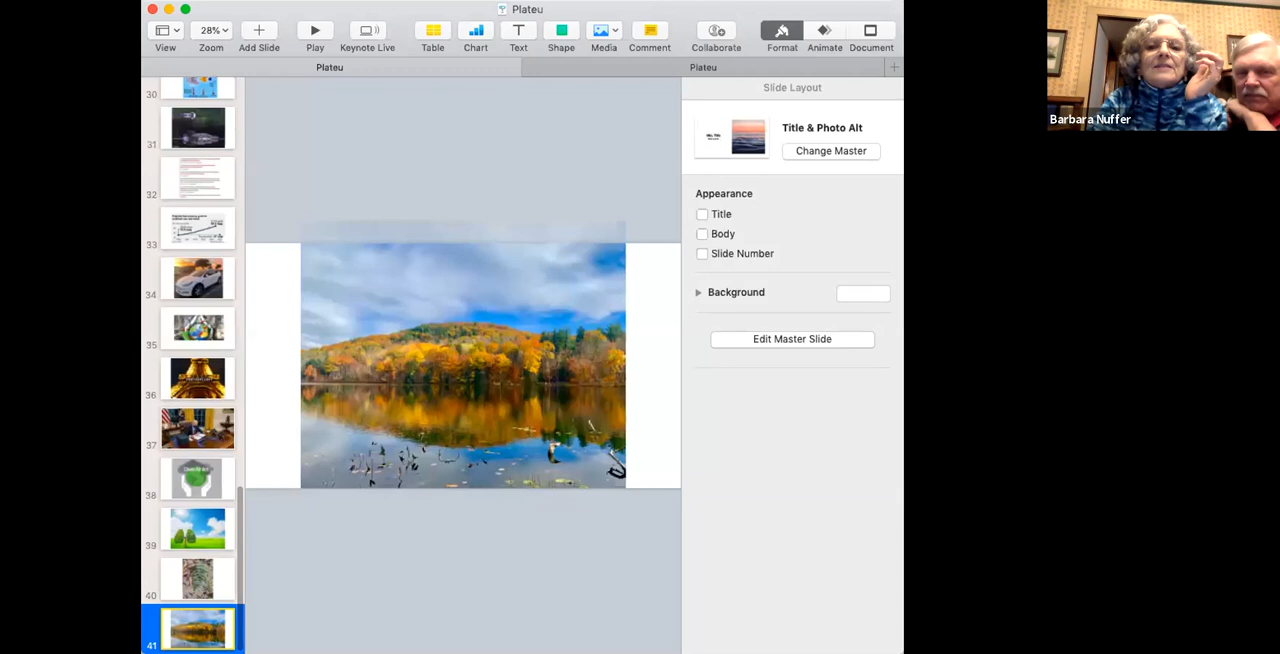 Plateu
28%
View
Zoom
Add Slide
Play
Keynote Live
Table
Chart
Text
Shape
Media
Comment
Collaborate
Format
Animate
Document
Plateu
Plateu
Slide Layout
Title & Photo Alt
Change Master
Appearance
Title
Body
Slide Number
Background
Edit Master Slide
30
31
32
33
34
35
36
37
38
39
40
41
Barbara Nuffer